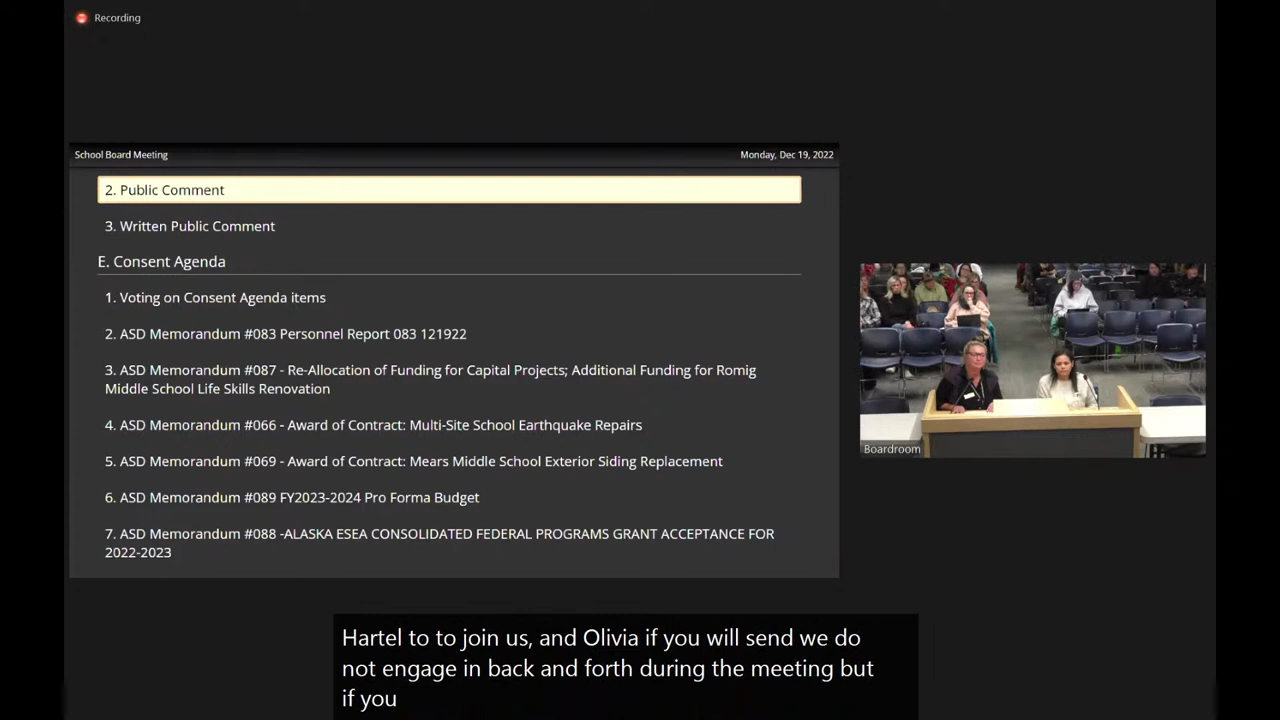 Recording
School Board Meeting
Monday, Dec 19, 2022
2. Public Comment
3. Written Public Comment
E. Consent Agenda
1. Voting on Consent Agenda items
2. ASD Memorandum #083 Personnel Report 083 121922
3. ASD Memorandum #087 - Re-Allocation of Funding for Capital Projects; Additional Funding for Romig
Middle School Life Skills Renovation
4. ASD Memorandum #066 - Award of Contract: Multi-Site School Earthquake Repairs
5. ASD Memorandum #069 - Award of Contract: Mears Middle School Exterior Siding Replacement
6. ASD Memorandum #089 FY2023-2024 Pro Forma Budget
7. ASD Memorandum #088 -ALASKA ESEA CONSOLIDATED FEDERAL PROGRAMS GRANT ACCEPTANCE FOR
2022-2023
Boardroom
Hartel to to join us, and Olivia if you will send we do
not engage in back and forth during the meeting but
if you